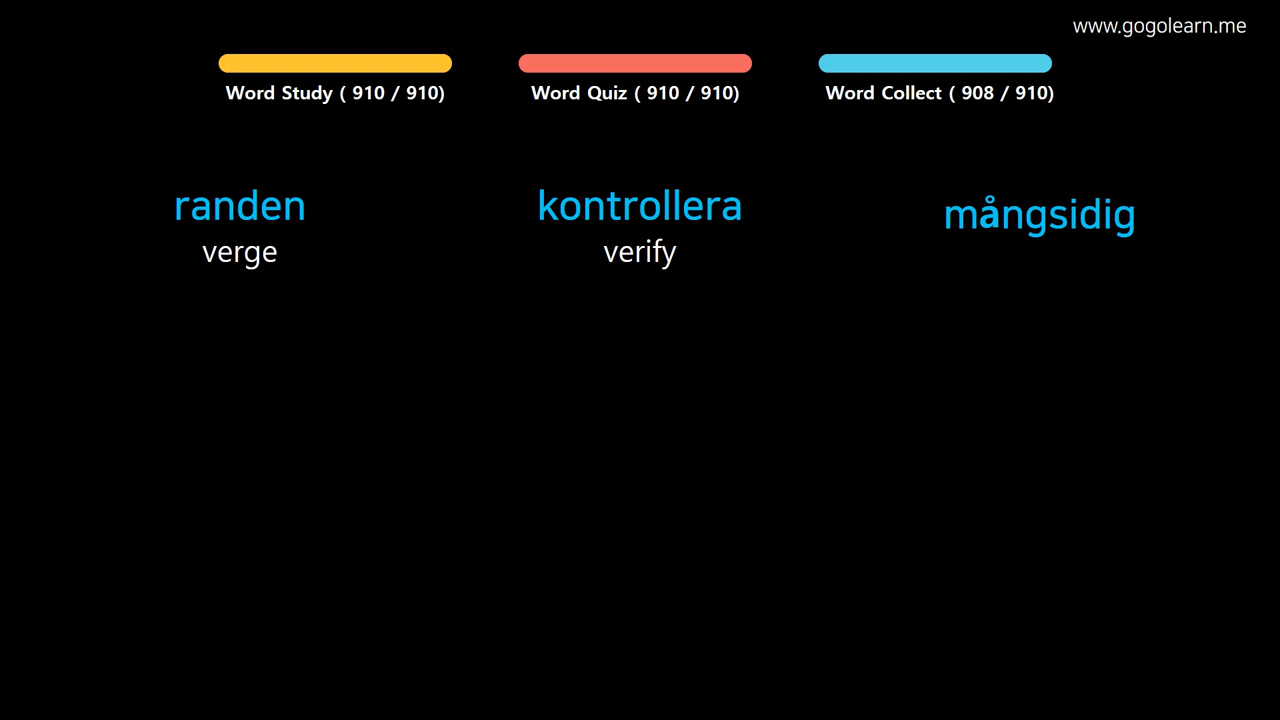 www.gogolearn.me
Word Study ( 910 / 910)
Word Quiz ( 910 / 910)
Word Collect ( 908 / 910)
randen
verge
kontrollera
verify
mångsidig